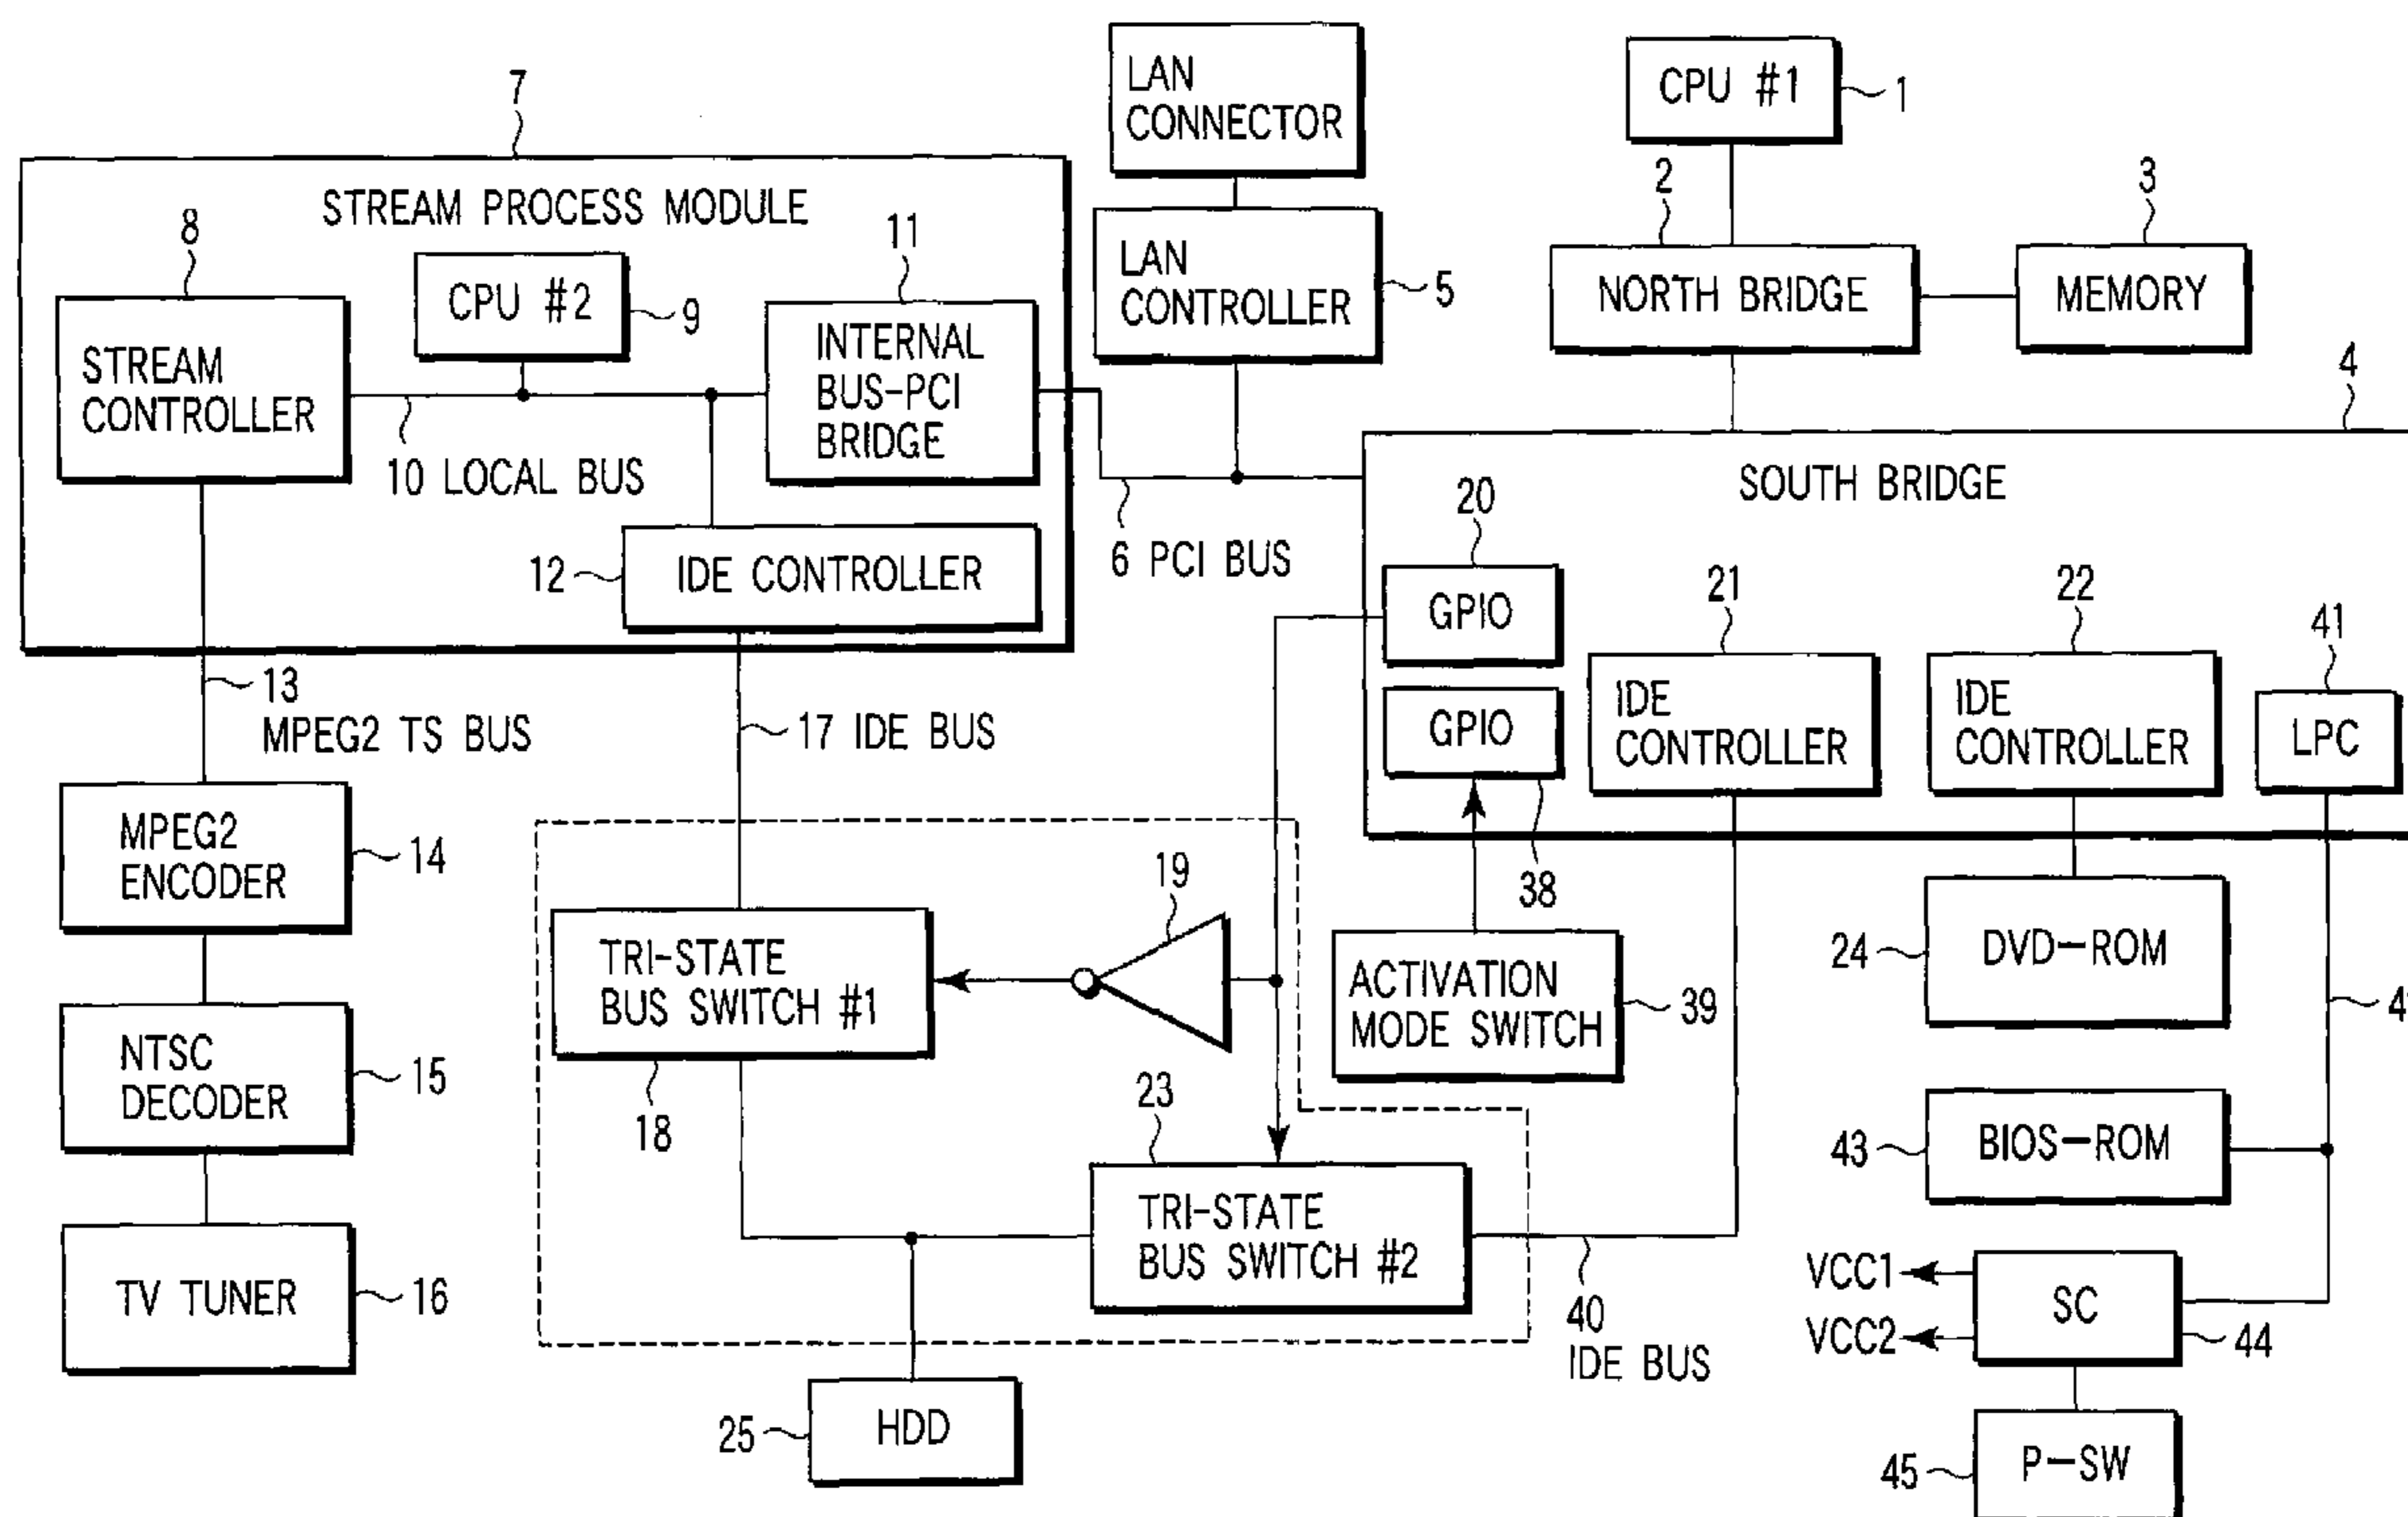 LAN
CONNECTOR
CPU #1
1
7
STREAM PROCESS MODULE
2
3
8
11
CPU #2
9
LAN
CONTROLLER
5
NORTH BRIDGE
MEMORY
STREAM
CONTROLLER
INTERNAL
BUS-PCI
BRIDGE
4
10 LOCAL BUS
SOUTH BRIDGE
20
6 PCI BUS
12
IDE CONTROLLER
GPIO
21
22
41
13
MPEG2 TS BUS
17 IDE BUS
GPIO
IDE
CONTROLLER
IDE
CONTROLLER
LPC
MPEG2
ENCODER
14
19
38
TRI-STATE
BUS SWITCH #1
ACTIVATION
MODE SWITCH
39
24
DVD-ROM
NTSC
DECODER
15
18
23
43
BIOS-ROM
TV TUNER
16
TRI-STATE
BUS SWITCH #2
40
IDE BUS
VCC1
VCC2
SC
44
25
HDD
45
P-SW